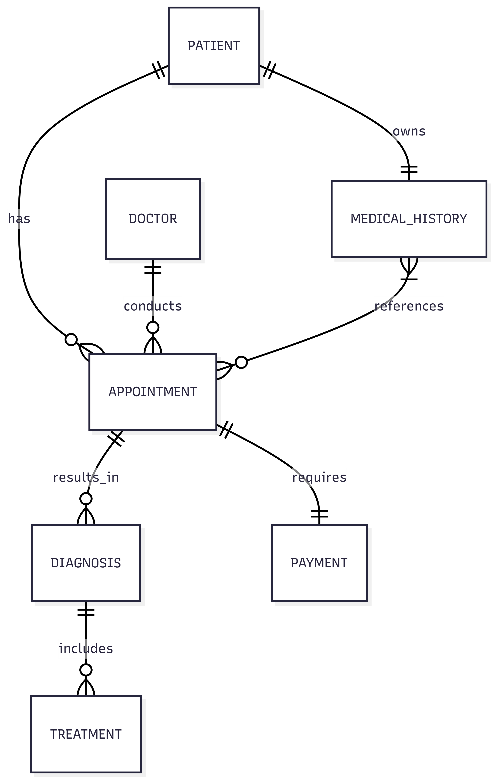 PATIENT
owns
has
DOCTOR
MEDICAL_HISTORY
conducts
references
APPOINTMENT
results_in
requires
DIAGNOSIS
PAYMENT
includes
TREATMENT